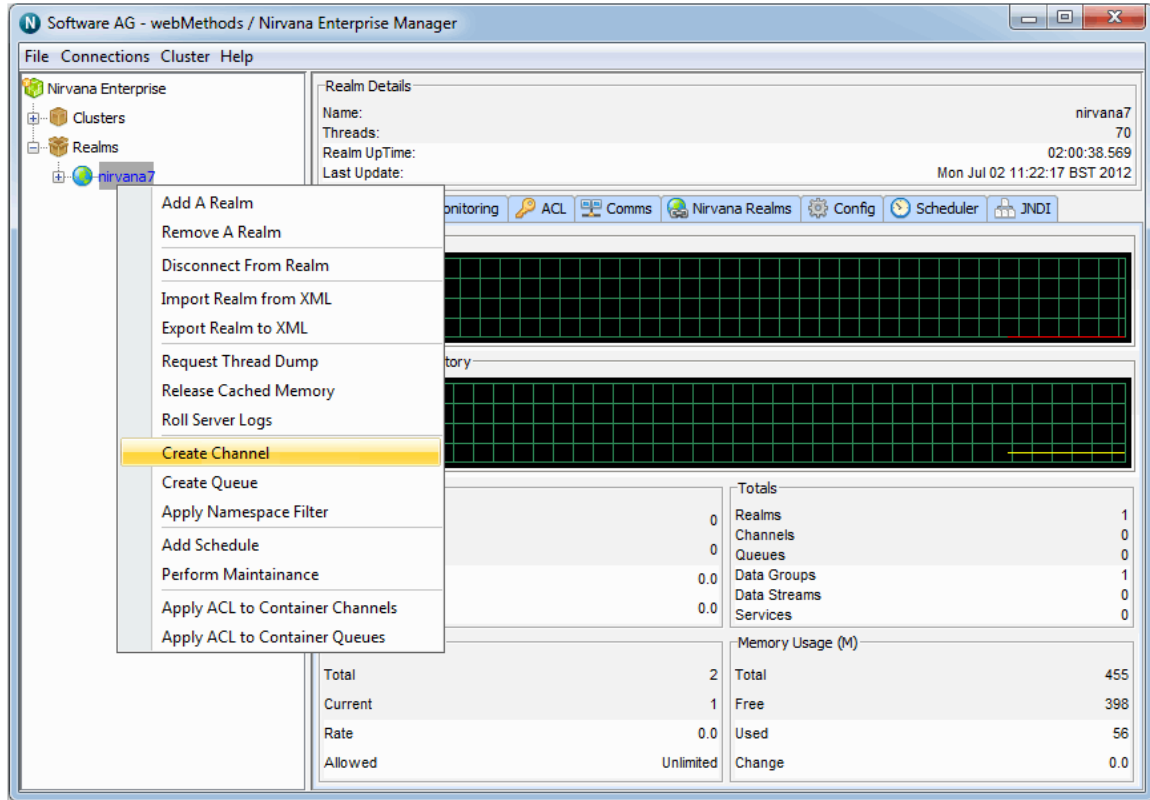 Software AG - webMethods / Nirvana Enterprise Manager
File Connections Cluster Help
Nirvana Enterprise
Clusters
Realms
nirvana7
Realm Details
Name: nirvana7
Threads: 70
Realm UpTime: 02:00:38.569
Last Update: Mon Jul 02 11:22:17 BST 2012
onitoring ACL Comms Nirvana Realms Config Scheduler JNDI
Add A Realm
Remove A Realm
Disconnect From Realm
Import Realm from XML
Export Realm to XML
Request Thread Dump
Release Cached Memory
Roll Server Logs
Create Channel
Create Queue
Apply Namespace Filter
Add Schedule
Perform Maintainance
Apply ACL to Container Channels
Apply ACL to Container Queues
tory
0
0
0.0
0.0
Totals
Realms 1
Channels 0
Queues 0
Data Groups 1
Data Streams 0
Services 0
Total 2
Current 1
Rate 0.0
Allowed Unlimited
Memory Usage (M)
Total 455
Free 398
Used 56
Change 0.0